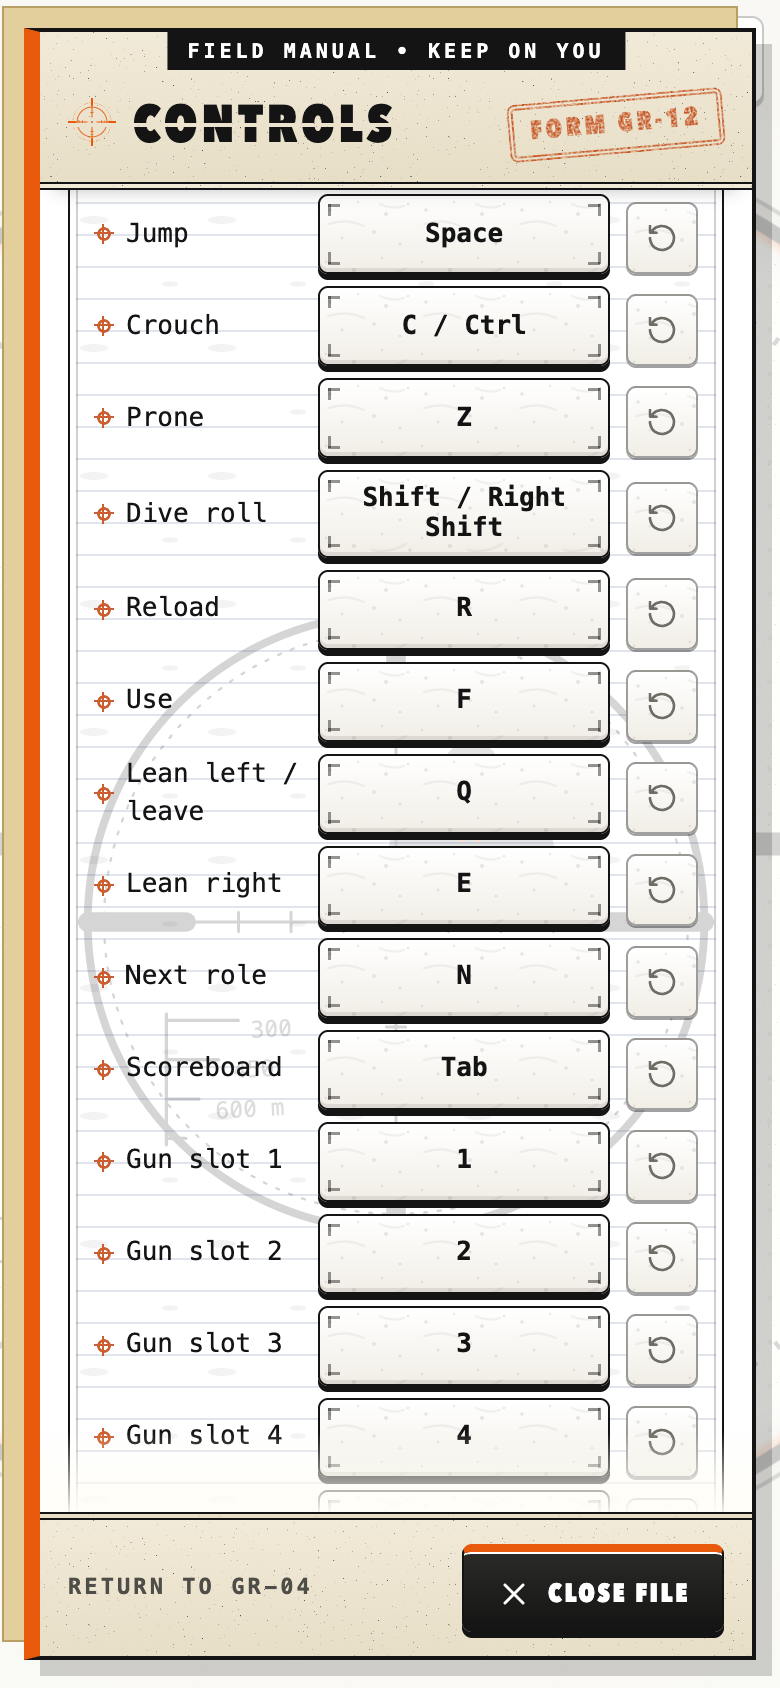 FIELD MANUAL • KEEP ON YOU
CONTROLS
FORM GR-12
Jump
Space
Crouch
C / Ctrl
Prone
Z
Dive roll
Shift / Right
Shift
Reload
R
Use
F
Lean left /
leave
Q
Lean right
E
Next role
N
300
Scoreboard
Tab
600 m
Gun slot 1
1
Gun slot 2
2
Gun slot 3
3
Gun slot 4
4
RETURN TO GR–04
CLOSE FILE